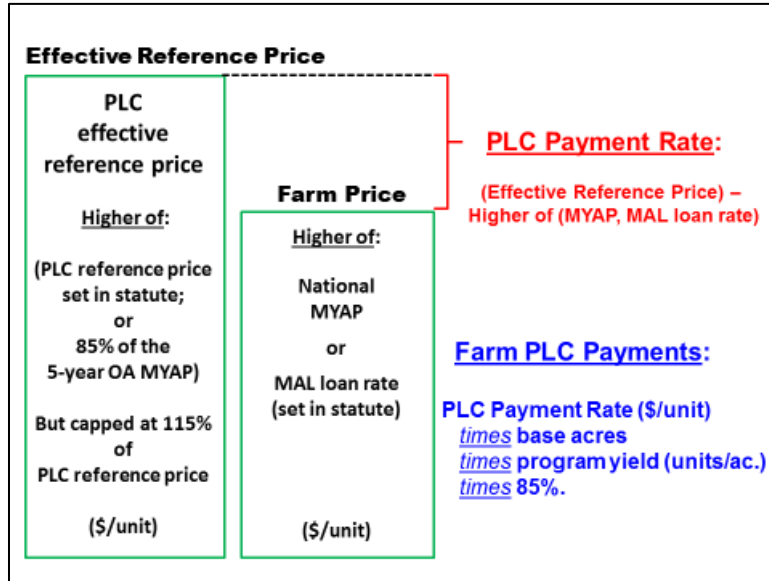 Effective Reference Price
PLC
effective
reference price
Higher of:
(PLC reference price
set in statute;
or
85% of the
5-year OA MYAP)
But capped at 115%
of
PLC reference price
($/unit)
Farm Price
Higher of:
National
MYAP
or
MAL loan rate
(set in statute)
($/unit)
PLC Payment Rate:
(Effective Reference Price) –
Higher of (MYAP, MAL loan rate)
Farm PLC Payments:
PLC Payment Rate ($/unit)
times base acres
times program yield (units/ac.)
times 85%.